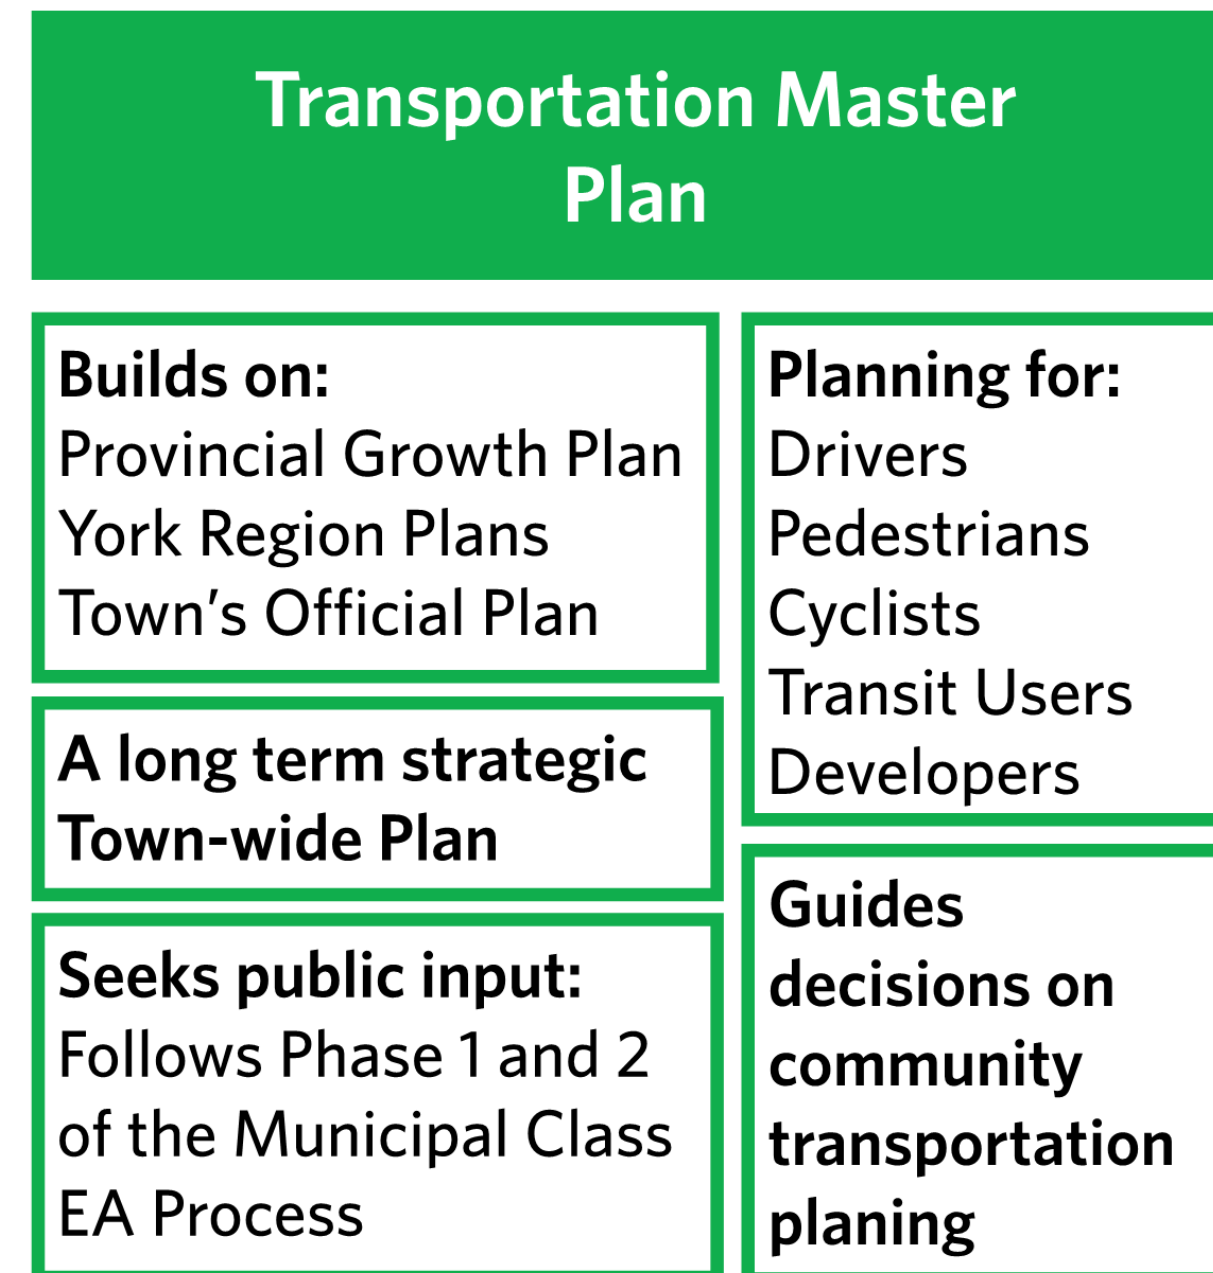 Transportation Master
Plan
Builds on:
Provincial Growth Plan
York Region Plans
Town’s Official Plan
A long term strategic
Town-wide Plan
Seeks public input:
Follows Phase 1 and 2
of the Municipal Class
EA Process
Planning for:
Drivers
Pedestrians
Cyclists
Transit Users
Developers
Guides
decisions on
community
transportation
planing